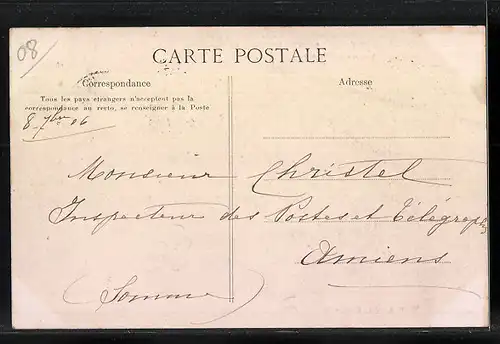 08
CARTE POSTALE
Correspondance
Adresse
Tous les pays étrangers n'acceptent pas la
correspondance au recto, se renseigner à la Poste
8-7bre 06
Monsieur Christel
Inspecteur des Postes et Télégraphes
Amiens
(Somme)